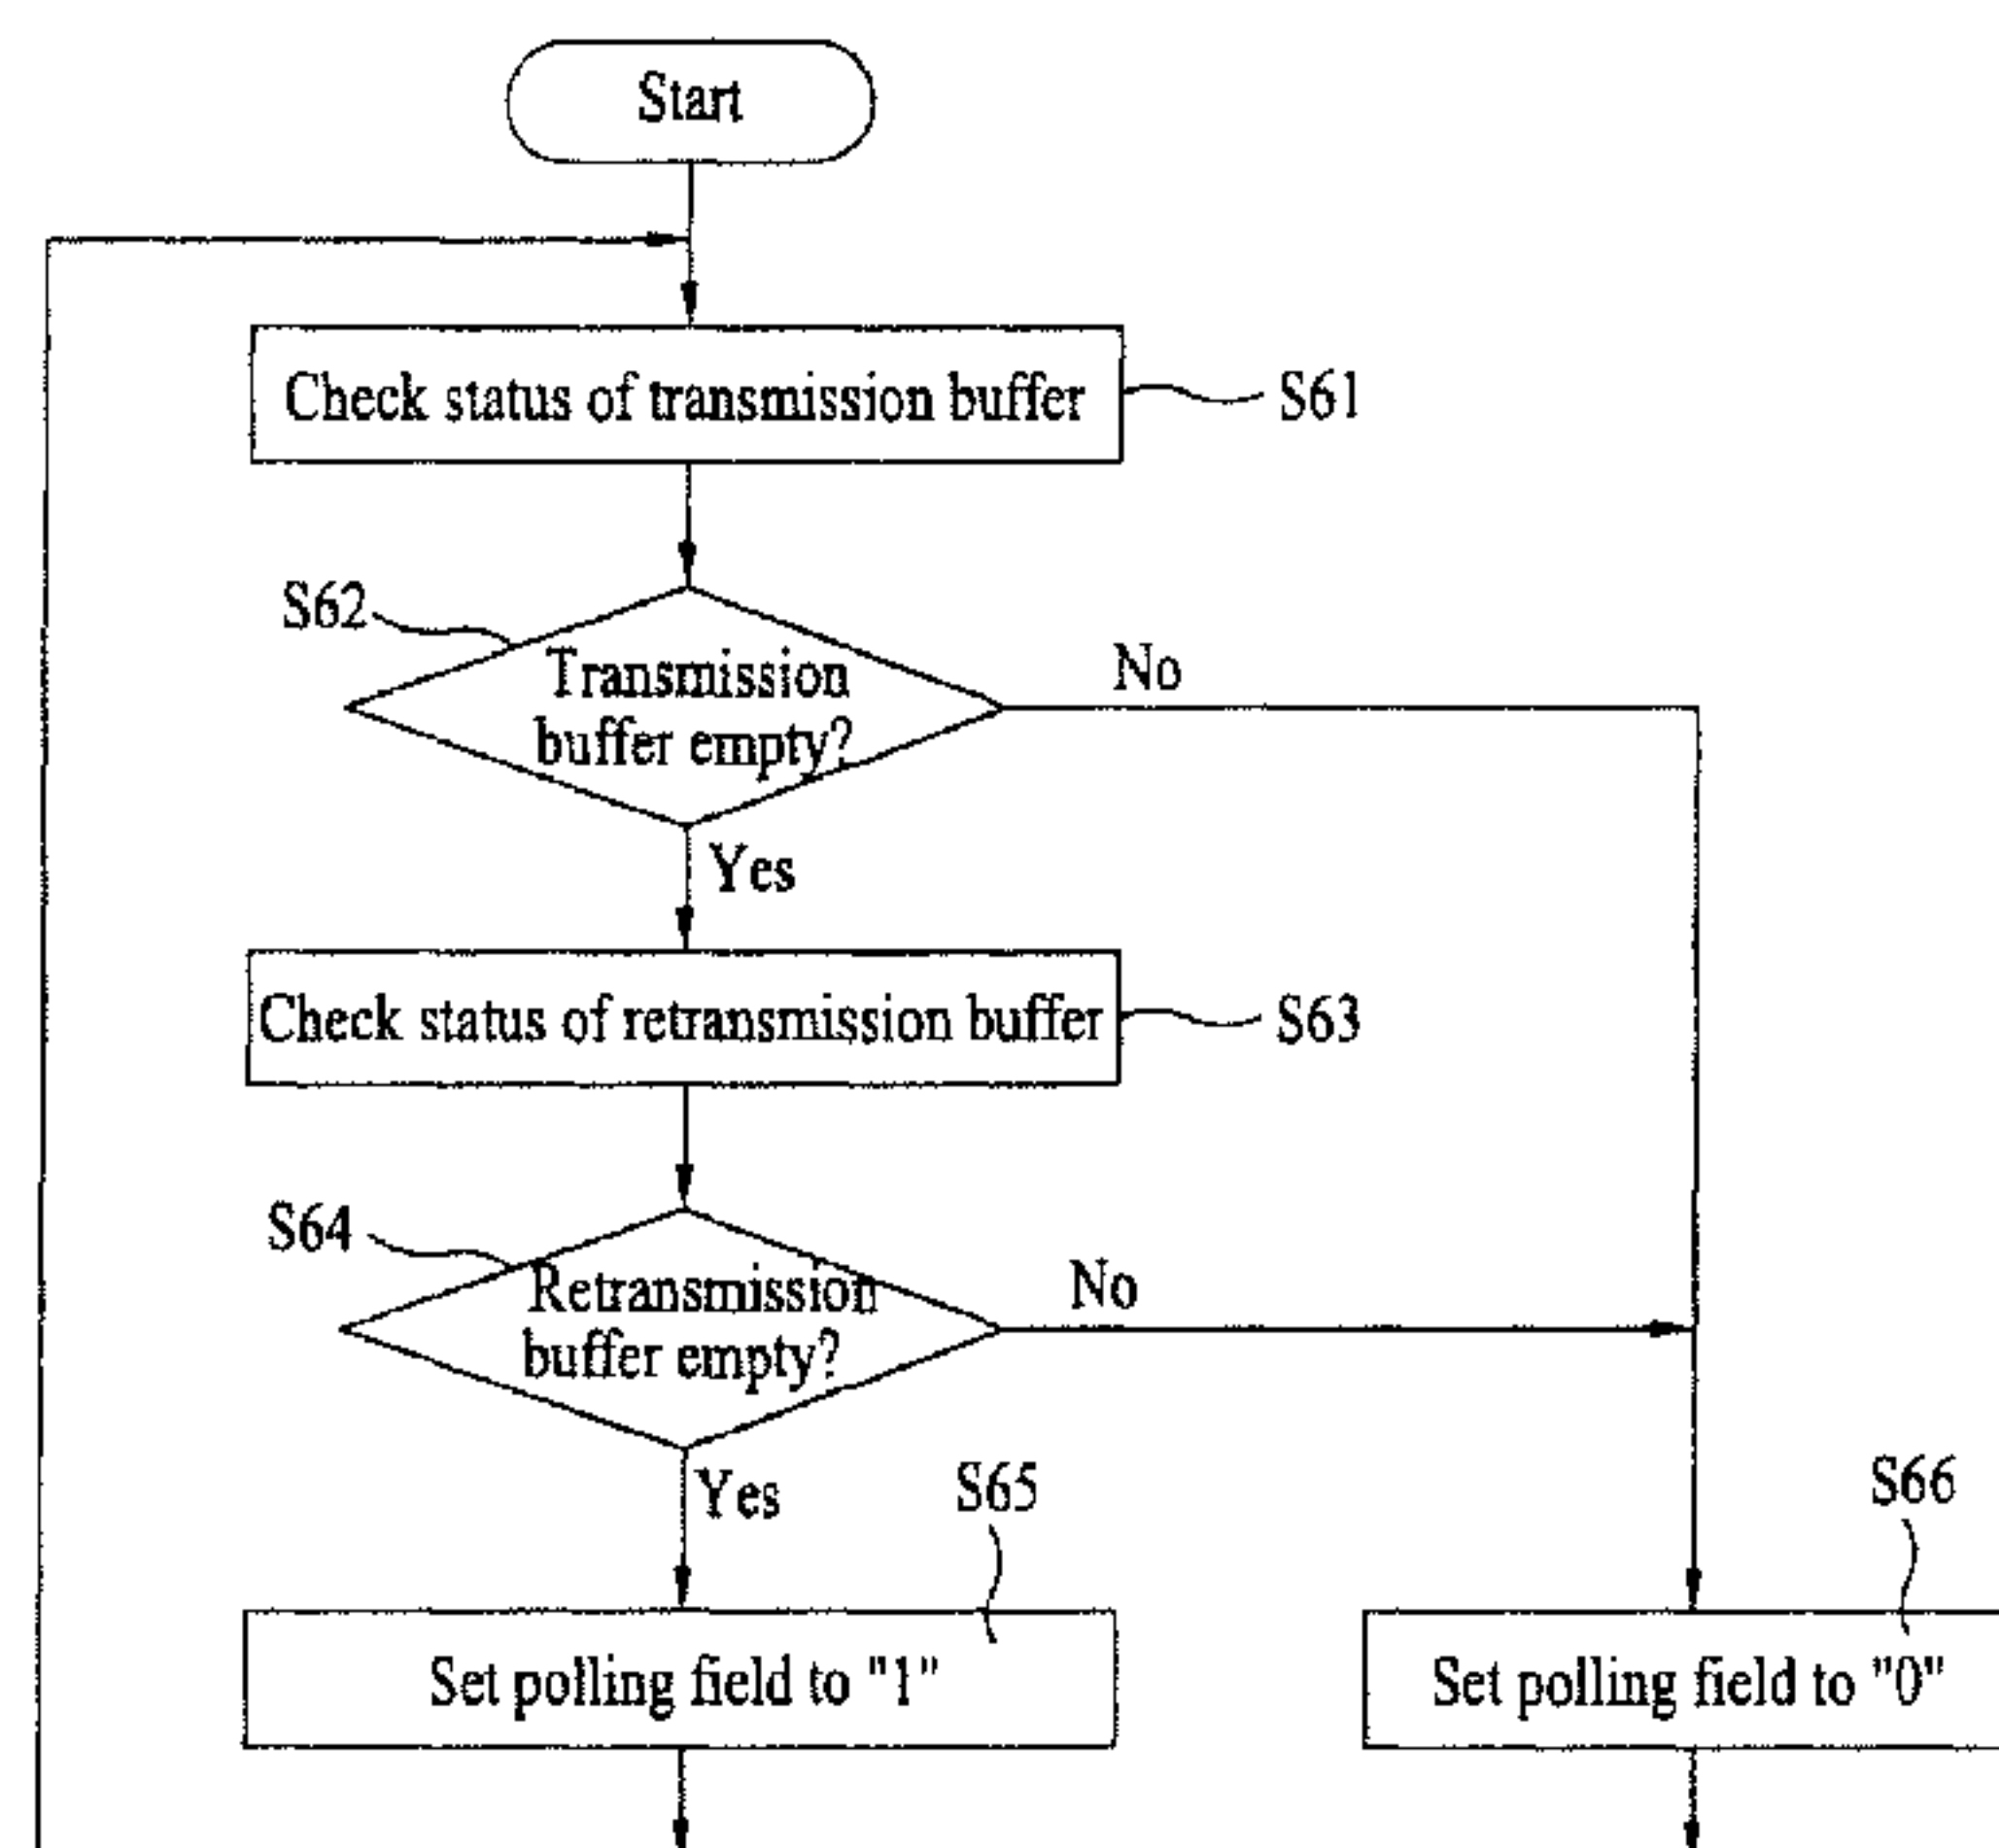 Start
Check status of transmission buffer
S61
S62
Transmission
buffer empty?
No
Yes
Check status of retransmission buffer
S63
S64
Retransmission
buffer empty?
No
Yes
S65
S66
Set polling field to "1"
Set polling field to "0"